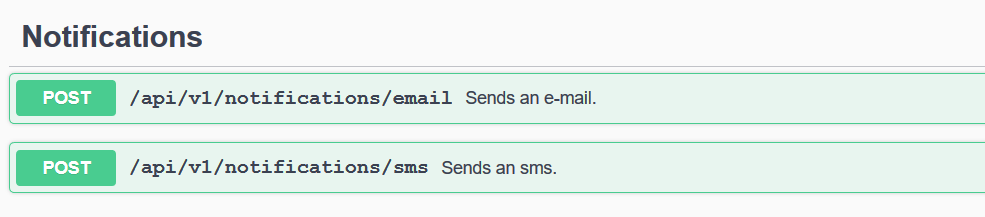 Notifications
POST /api/v1/notifications/email Sends an e-mail.
POST /api/v1/notifications/sms Sends an sms.